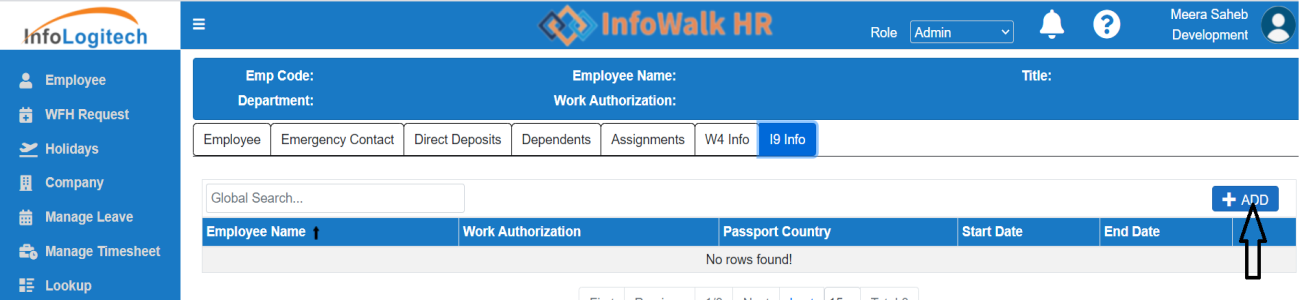 InfoLogitech
InfoWalk HR
Role Admin
Meera Saheb
Development
Employee
WFH Request
Holidays
Company
Manage Leave
Manage Timesheet
Lookup
Emp Code: Employee Name: Title:
Department: Work Authorization:
Employee Emergency Contact Direct Deposits Dependents Assignments W4 Info I9 Info
Global Search... ADD
Employee Name Work Authorization Passport Country Start Date End Date
No rows found!